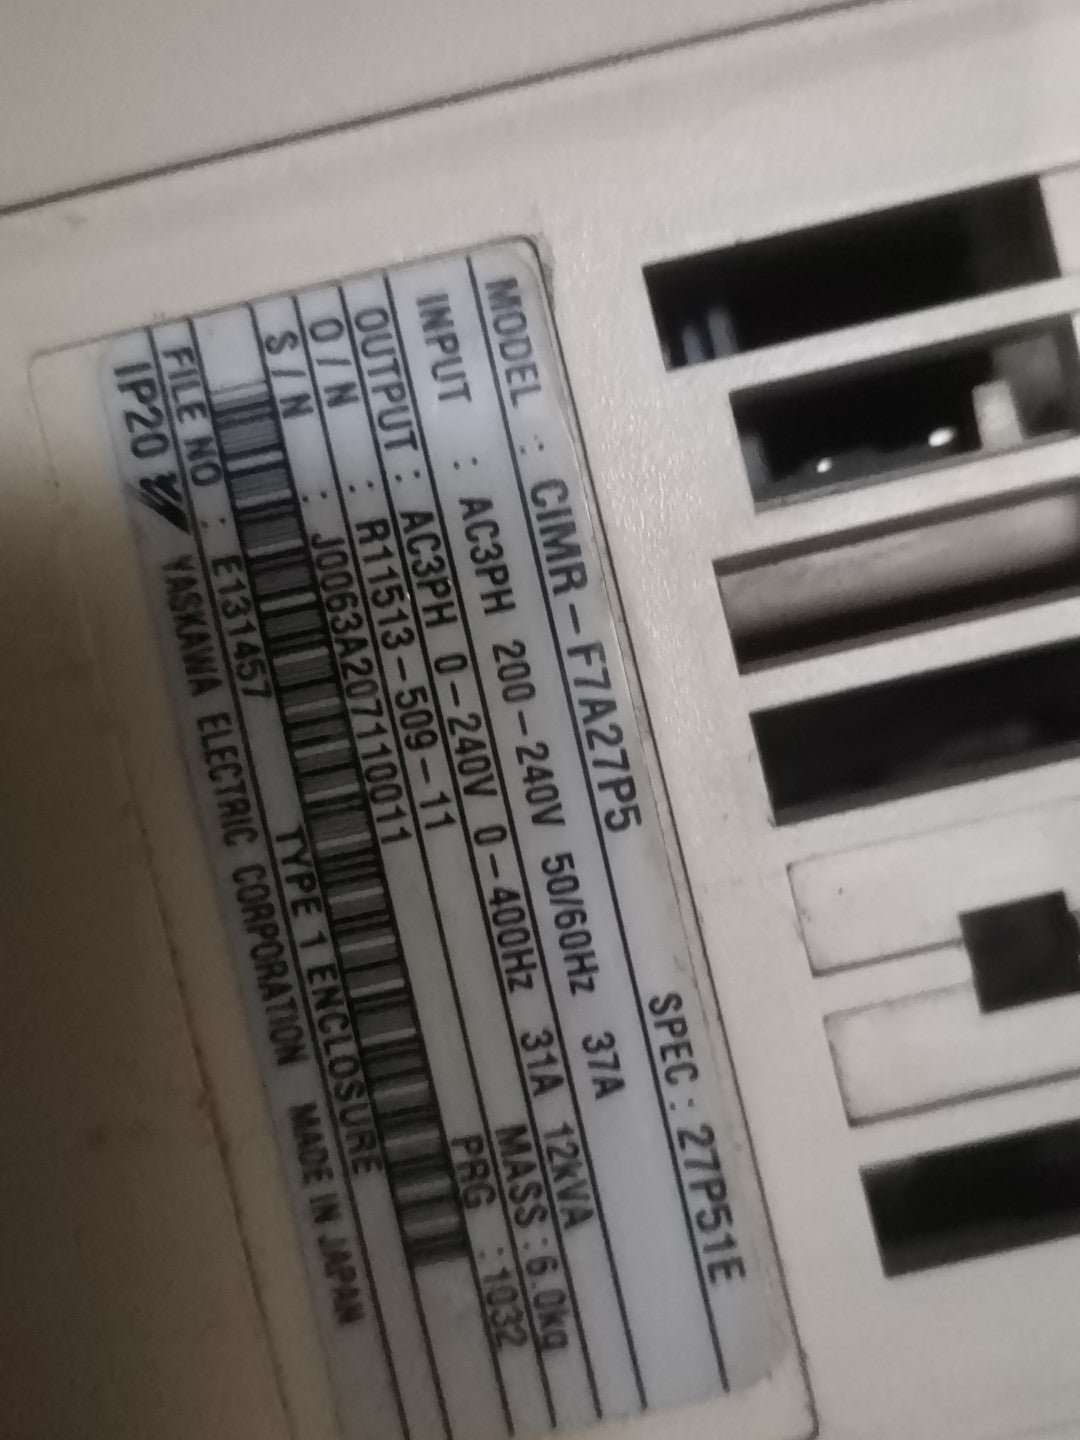 MODEL : CIMR-F7A27P5 SPEC : 27P51E
INPUT : AC3PH 200-240V 50/60Hz 37A
OUTPUT : AC3PH 0-240V 0-400Hz 31A 12kVA
O/N : R11513-509-11 MASS : 6.0kg
S/N : J0063A207110011 PRG : 1032
FILE NO : E131457 TYPE 1 ENCLOSURE
IP20 YASKAWA ELECTRIC CORPORATION MADE IN JAPAN